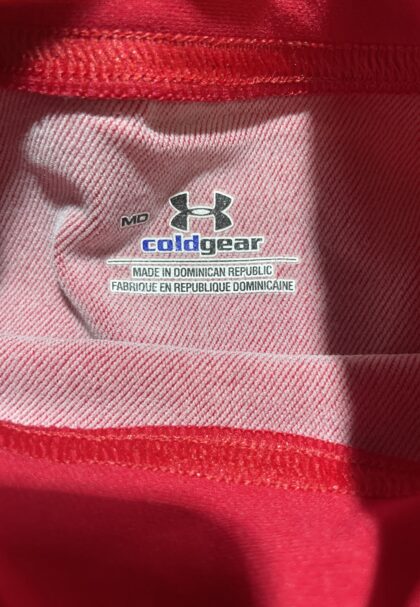 MD
coldgear
MADE IN DOMINICAN REPUBLIC
FABRIQUE EN REPUBLIQUE DOMINICAINE